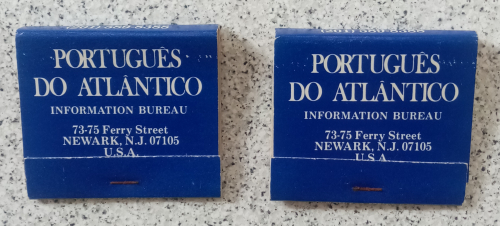 PORTUGUÊS
DO ATLÂNTICO
INFORMATION BUREAU
73-75 Ferry Street
NEWARK, N.J. 07105
U.S.A.
PORTUGUÊS
DO ATLÂNTICO
INFORMATION BUREAU
73-75 Ferry Street
NEWARK, N.J. 07105
U.S.A